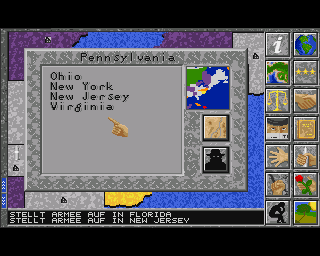 Pennsylvania
Ohio
New York
New Jersey
Virginia
STELLT ARMEE AUF IN FLORIDA
STELLT ARMEE AUF IN NEW JERSEY